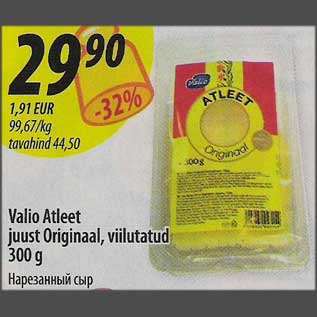 29 90
1,91 EUR
99,67/kg
tavahind 44,50
-32%
Valio
ATLEET
Originaal
300g
Valio Atleet
juust Originaal, viilutatud
300 g
Нарезанный сыр